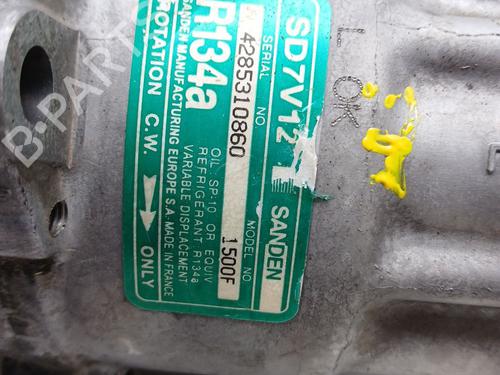 SD7V12
SANDEN
SERIAL NO.
4285310860
MODEL NO
1500F
R134a
OIL SP-10 OR EQUIV
REFRIGERANT R134a
VARIABLE DISPLACEMENT
SANDEN MANUFACTURING EUROPE S.A. MADE IN FRANCE
ROTATION C.W. ONLY
OK
B-PARTS